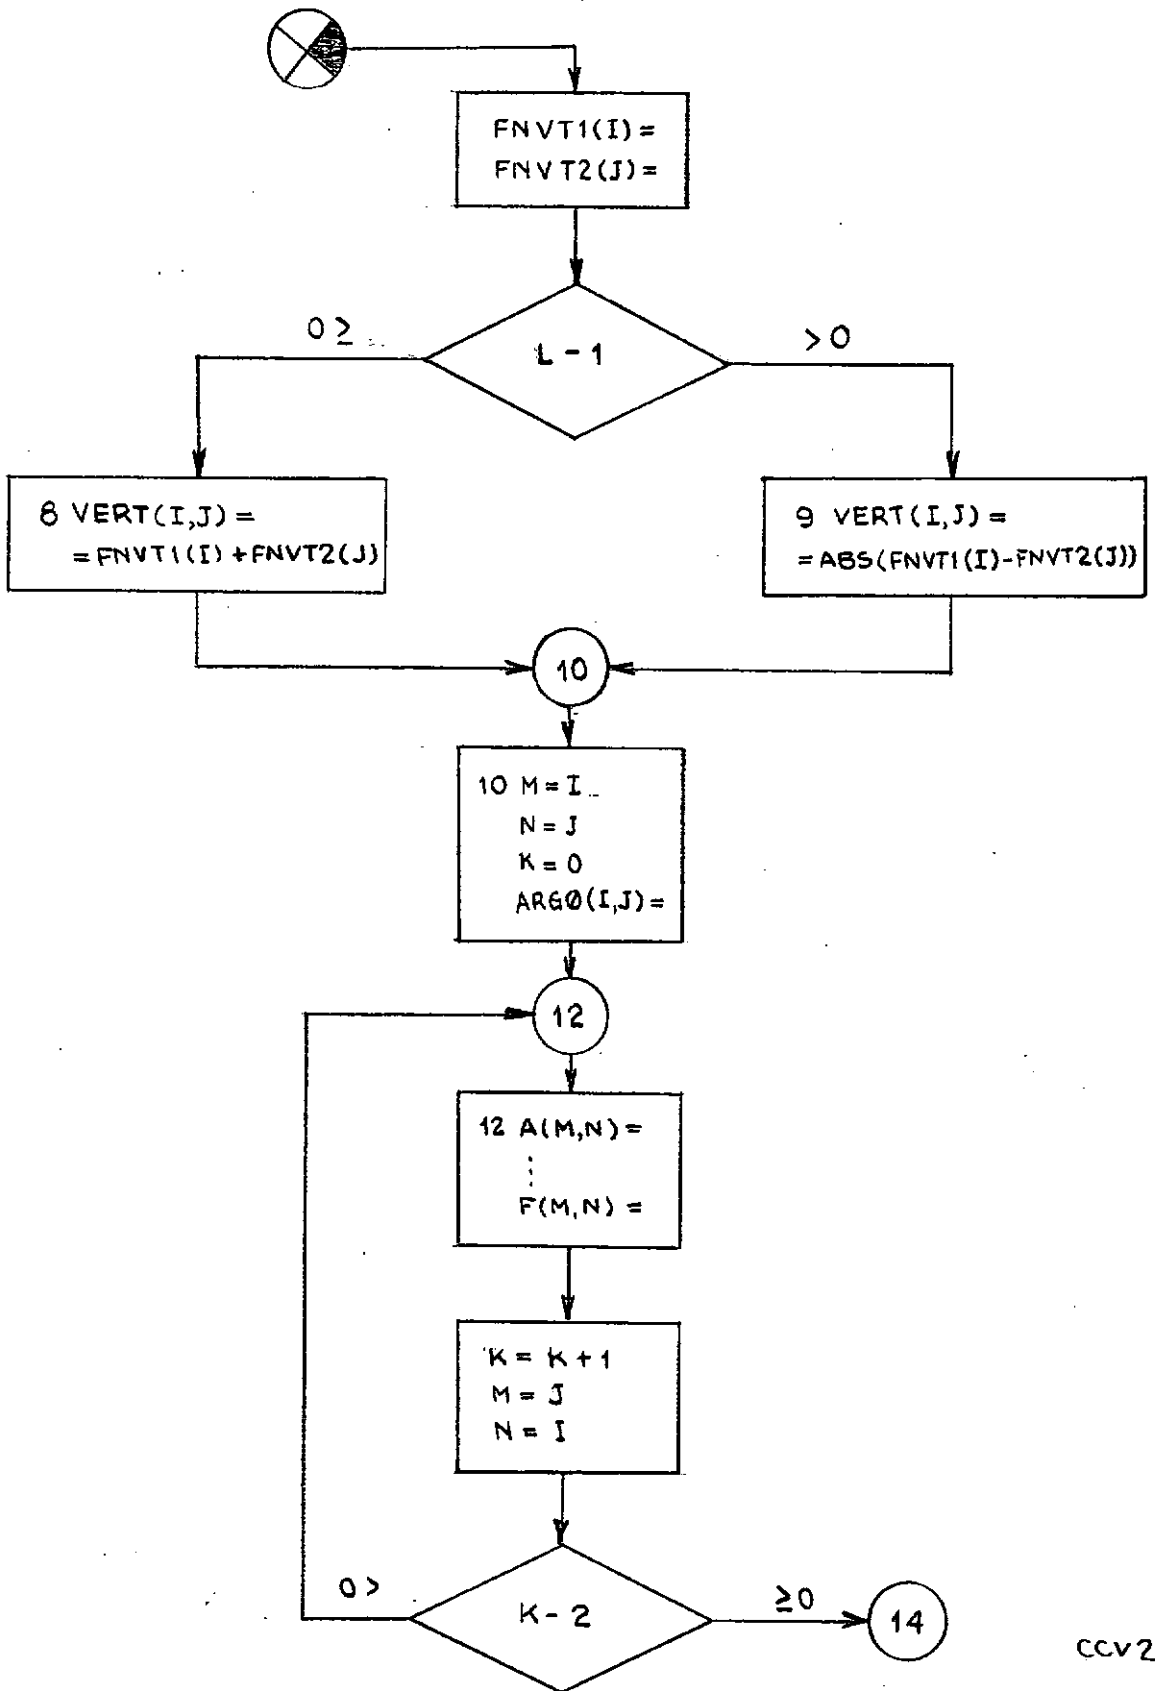 FNVT1(I)=
FNVT2(J)=
L-1
0≥
>0
8 VERT(I,J)=
=FNVT1(I)+FNVT2(J)
9 VERT(I,J)=
=ABS(FNVT1(I)-FNVT2(J))
10
10 M=I
N=J
K=0
ARGØ(I,J)=
12
12 A(M,N)=
⋮
F(M,N)=
K=K+1
M=J
N=I
0>
K-2
≥0
14
CCV2